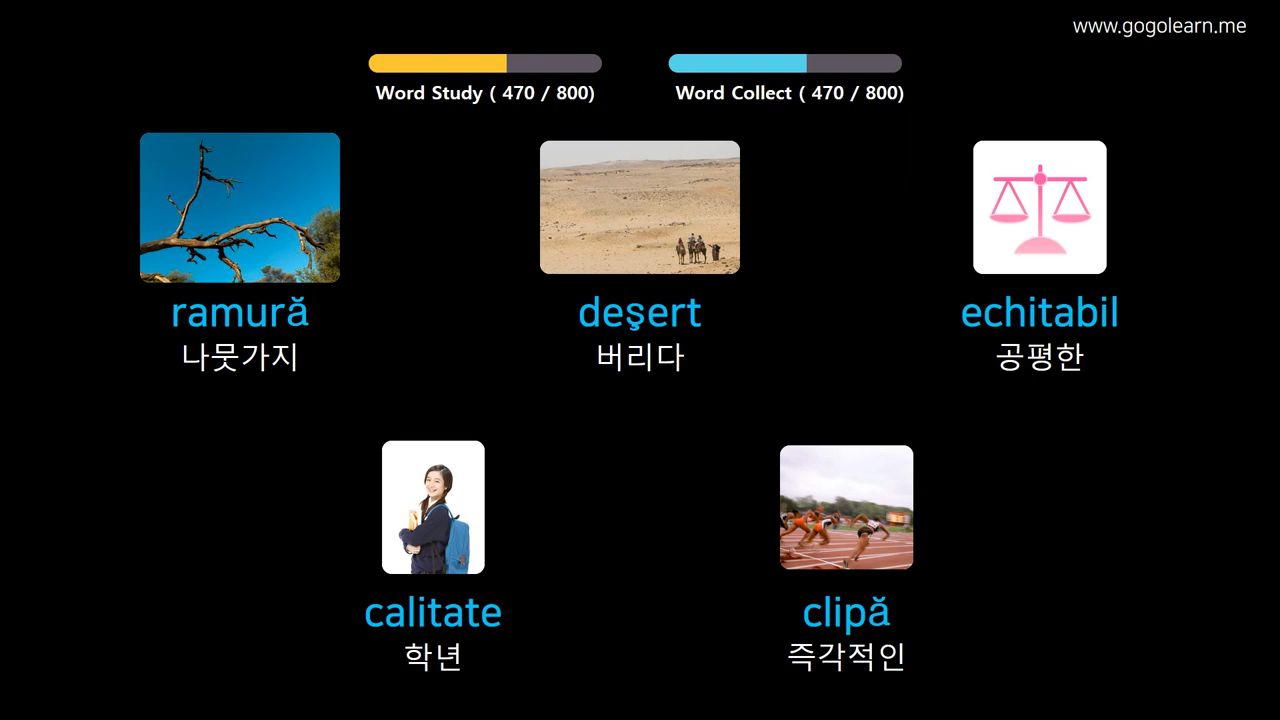 www.gogolearn.me
Word Study ( 470 / 800)
Word Collect ( 470 / 800)
ramură
deşert
echitabil
나뭇가지
버리다
공평한
calitate
clipă
학년
즉각적인